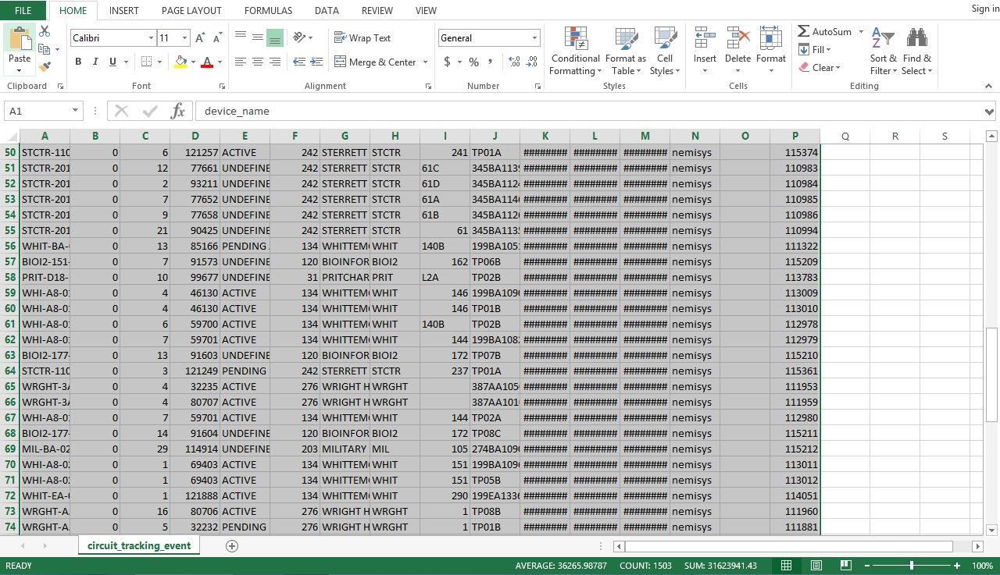 FILE HOME INSERT PAGE LAYOUT FORMULAS DATA REVIEW VIEW Sign in
Calibri 11 Wrap Text General AutoSum
Paste B I U A Merge & Center $ % , Conditional Formatting Format as Table Cell Styles Insert Delete Format Fill Clear Sort & Filter Find & Select
Clipboard Font Alignment Number Styles Cells Editing
A1 fx device_name
A B C D E F G H I J K L M N O P Q R S
50 STCTR-110 0 6 121257 ACTIVE 242 STERRETT STCTR 241 TP01A ######## ######## ######## nemisys 115374
51 STCTR-201 0 12 77661 UNDEFINE 242 STERRETT STCTR 61C 345BA1139 ######## ######## ######## nemisys 110983
52 STCTR-201 0 2 93211 UNDEFINE 242 STERRETT STCTR 61D 345BA1124 ######## ######## ######## nemisys 110984
53 STCTR-201 0 7 77652 UNDEFINE 242 STERRETT STCTR 61A 345BA1140 ######## ######## ######## nemisys 110985
54 STCTR-201 0 9 77658 UNDEFINE 242 STERRETT STCTR 61B 345BA1120 ######## ######## ######## nemisys 110986
55 STCTR-201 0 21 90425 UNDEFINE 242 STERRETT STCTR 61 345BA1135 ######## ######## ######## nemisys 110994
56 WHIT-BA- 0 13 85166 PENDING 134 WHITTEM WHIT 140B 199BA105 ######## ######## ######## nemisys 111322
57 BIOI2-151- 0 7 91573 UNDEFINE 120 BIOINFOR BIOI2 162 TP06B ######## ######## ######## nemisys 115209
58 PRIT-D18- 0 10 99677 UNDEFINE 31 PRITCHAR PRIT L2A TP02B ######## ######## ######## nemisys 113783
59 WHI-A8-0 0 4 46130 ACTIVE 134 WHITTEM WHIT 146 199BA109 ######## ######## ######## nemisys 113009
60 WHI-A8-0 0 4 46130 ACTIVE 134 WHITTEM WHIT 146 TP01B ######## ######## ######## nemisys 113010
61 WHI-A8-0 0 6 59700 ACTIVE 134 WHITTEM WHIT 140B TP02B ######## ######## ######## nemisys 112978
62 WHI-A8-0 0 7 59701 ACTIVE 134 WHITTEM WHIT 144 199BA108 ######## ######## ######## nemisys 112979
63 BIOI2-177- 0 13 91603 UNDEFINE 120 BIOINFOR BIOI2 172 TP07B ######## ######## ######## nemisys 115210
64 STCTR-110 0 3 121249 PENDING 242 STERRETT STCTR 237 TP01A ######## ######## ######## nemisys 115361
65 WRGHT-3A 0 4 32235 ACTIVE 276 WRIGHT H WRGHT 387AA105 ######## ######## ######## nemisys 111953
66 WRGHT-3A 0 4 80707 ACTIVE 276 WRIGHT H WRGHT 387AA101 ######## ######## ######## nemisys 111959
67 WHI-A8-0 0 7 59701 ACTIVE 134 WHITTEM WHIT 144 TP02A ######## ######## ######## nemisys 112980
68 BIOI2-177- 0 14 91604 UNDEFINE 120 BIOINFOR BIOI2 172 TP08C ######## ######## ######## nemisys 115211
69 MIL-BA-02 0 29 114914 UNDEFINE 203 MILITARY MIL 105 274BA109 ######## ######## ######## nemisys 115212
70 WHI-A8-0 0 1 69403 ACTIVE 134 WHITTEM WHIT 151 199BA109 ######## ######## ######## nemisys 113011
71 WHI-A8-0 0 1 69403 ACTIVE 134 WHITTEM WHIT 151 TP05B ######## ######## ######## nemisys 113012
72 WHIT-EA- 0 1 121888 ACTIVE 134 WHITTEM WHIT 290 199EA1336 ######## ######## ######## nemisys 114051
73 WRGHT-A 0 16 80706 ACTIVE 276 WRIGHT H WRGHT 1 TP08B ######## ######## ######## nemisys 111960
74 WRGHT-A 0 5 32232 PENDING 276 WRIGHT H WRGHT 1 TP01B ######## ######## ######## nemisys 111881
circuit_tracking_event
READY AVERAGE: 36265.98787 COUNT: 1503 SUM: 31623941.43 100%